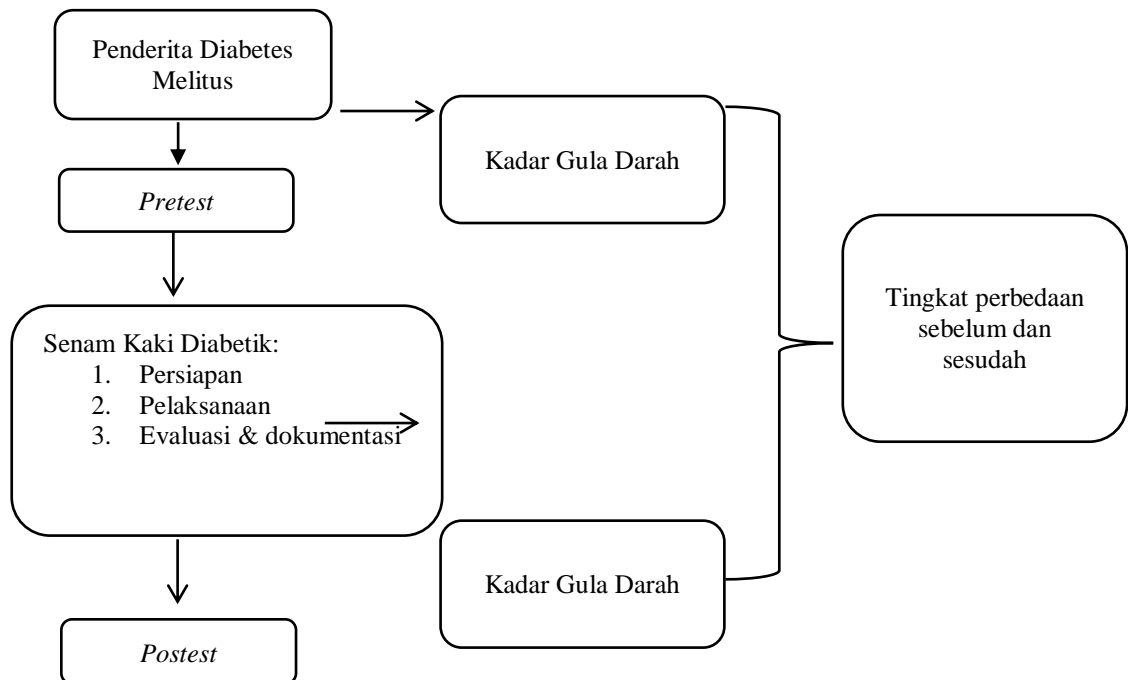 Penderita Diabetes
Melitus
Kadar Gula Darah
Pretest
Senam Kaki Diabetik:
1. Persiapan
2. Pelaksanaan
3. Evaluasi & dokumentasi
Tingkat perbedaan
sebelum dan
sesudah
Kadar Gula Darah
Postest